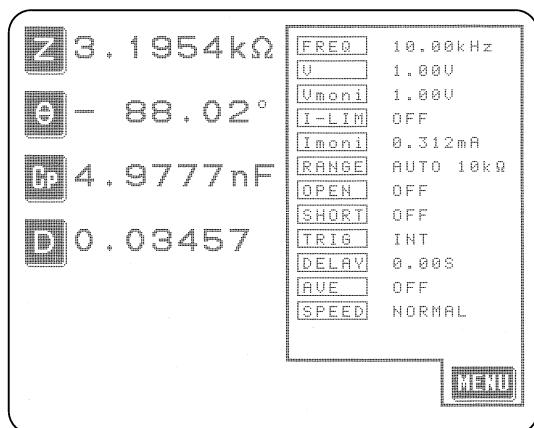 Z 3.1954kΩ
θ - 88.02°
Cp 4.9777nF
D 0.03457
FREQ 10.00kHz
V 1.00V
Vmoni 1.00V
I-LIM OFF
Imoni 0.312mA
RANGE AUTO 10kΩ
OPEN OFF
SHORT OFF
TRIG INT
DELAY 0.00S
AVE OFF
SPEED NORMAL
MENU